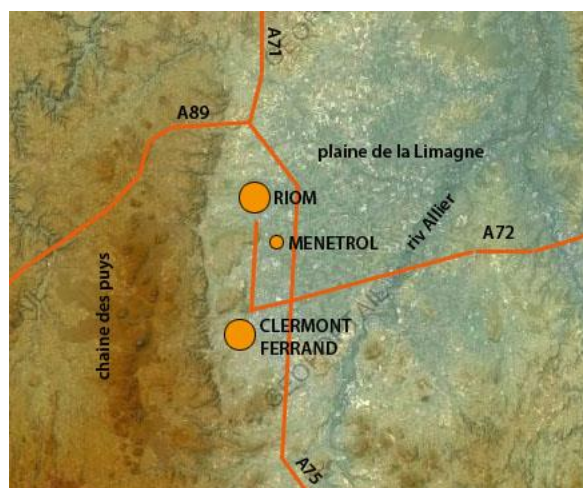 A71
A89
plaine de la Limagne
RIOM
MENETROL
riv Allier
A72
chaine des puys
CLERMONT
FERRAND
A75